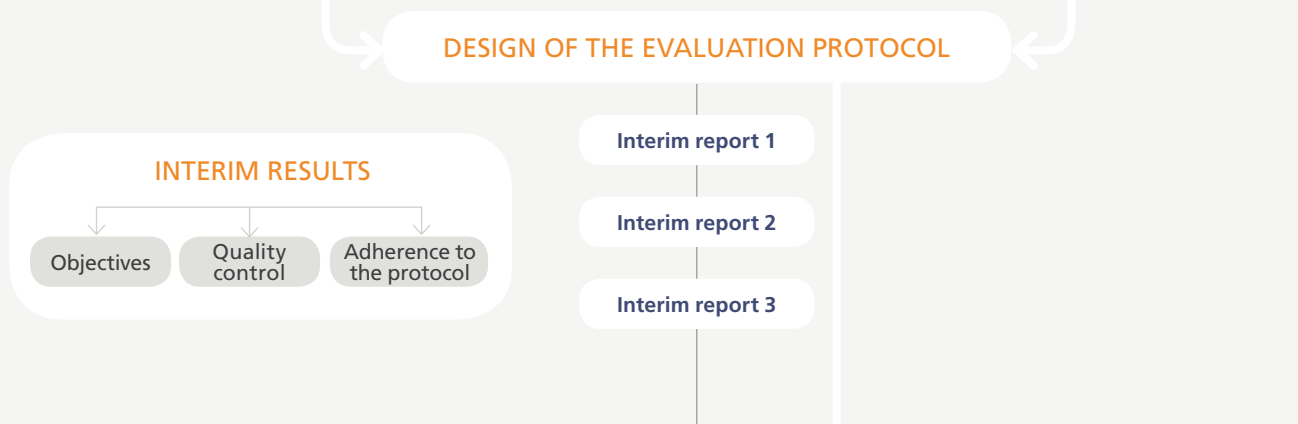 DESIGN OF THE EVALUATION PROTOCOL
INTERIM RESULTS
Objectives
Quality
control
Adherence to
the protocol
Interim report 1
Interim report 2
Interim report 3